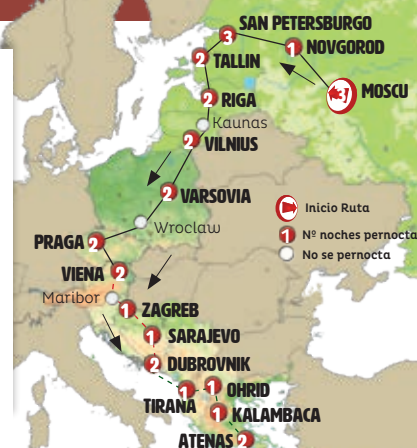 SAN PETERSBURGO
3
1 NOVGOROD
2 TALLIN
3 MOSCU
2 RIGA
Kaunas
2 VILNIUS
2 VARSOVIA
Inicio Ruta
Wroclaw
1 Nº noches pernocta
PRAGA 2
No se pernocta
VIENA 2
Maribor
1 ZAGREB
1 SARAJEVO
2 DUBROVNIK
1 1 OHRID
TIRANA
1 KALAMBACA
ATENAS 2